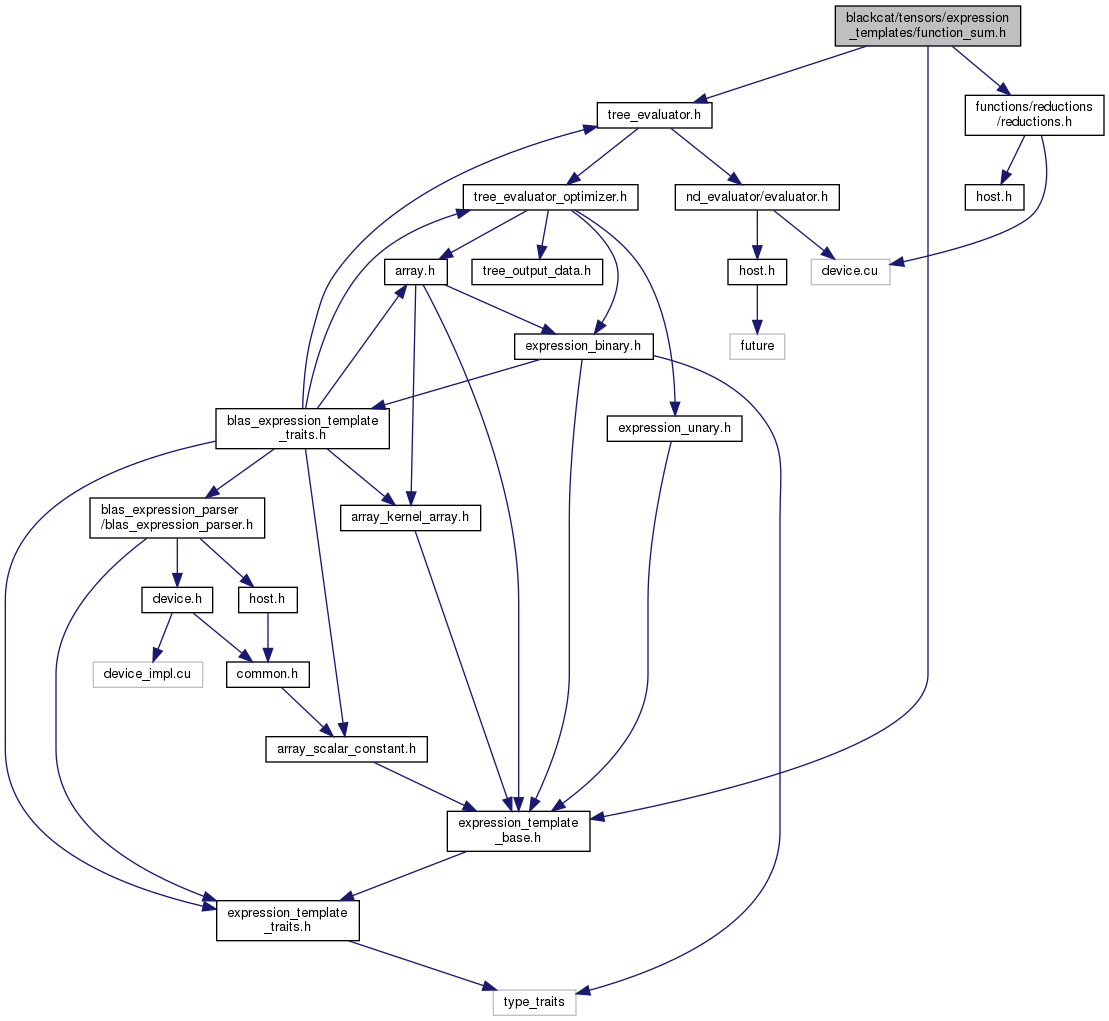 blackcat/tensors/expression
_templates/function_sum.h
tree_evaluator.h
functions/reductions
/reductions.h
tree_evaluator_optimizer.h
nd_evaluator/evaluator.h
host.h
array.h
tree_output_data.h
host.h
device.cu
expression_binary.h
future
blas_expression_template
_traits.h
expression_unary.h
blas_expression_parser
/blas_expression_parser.h
array_kernel_array.h
device.h
host.h
device_impl.cu
common.h
array_scalar_constant.h
expression_template
_base.h
expression_template
_traits.h
type_traits